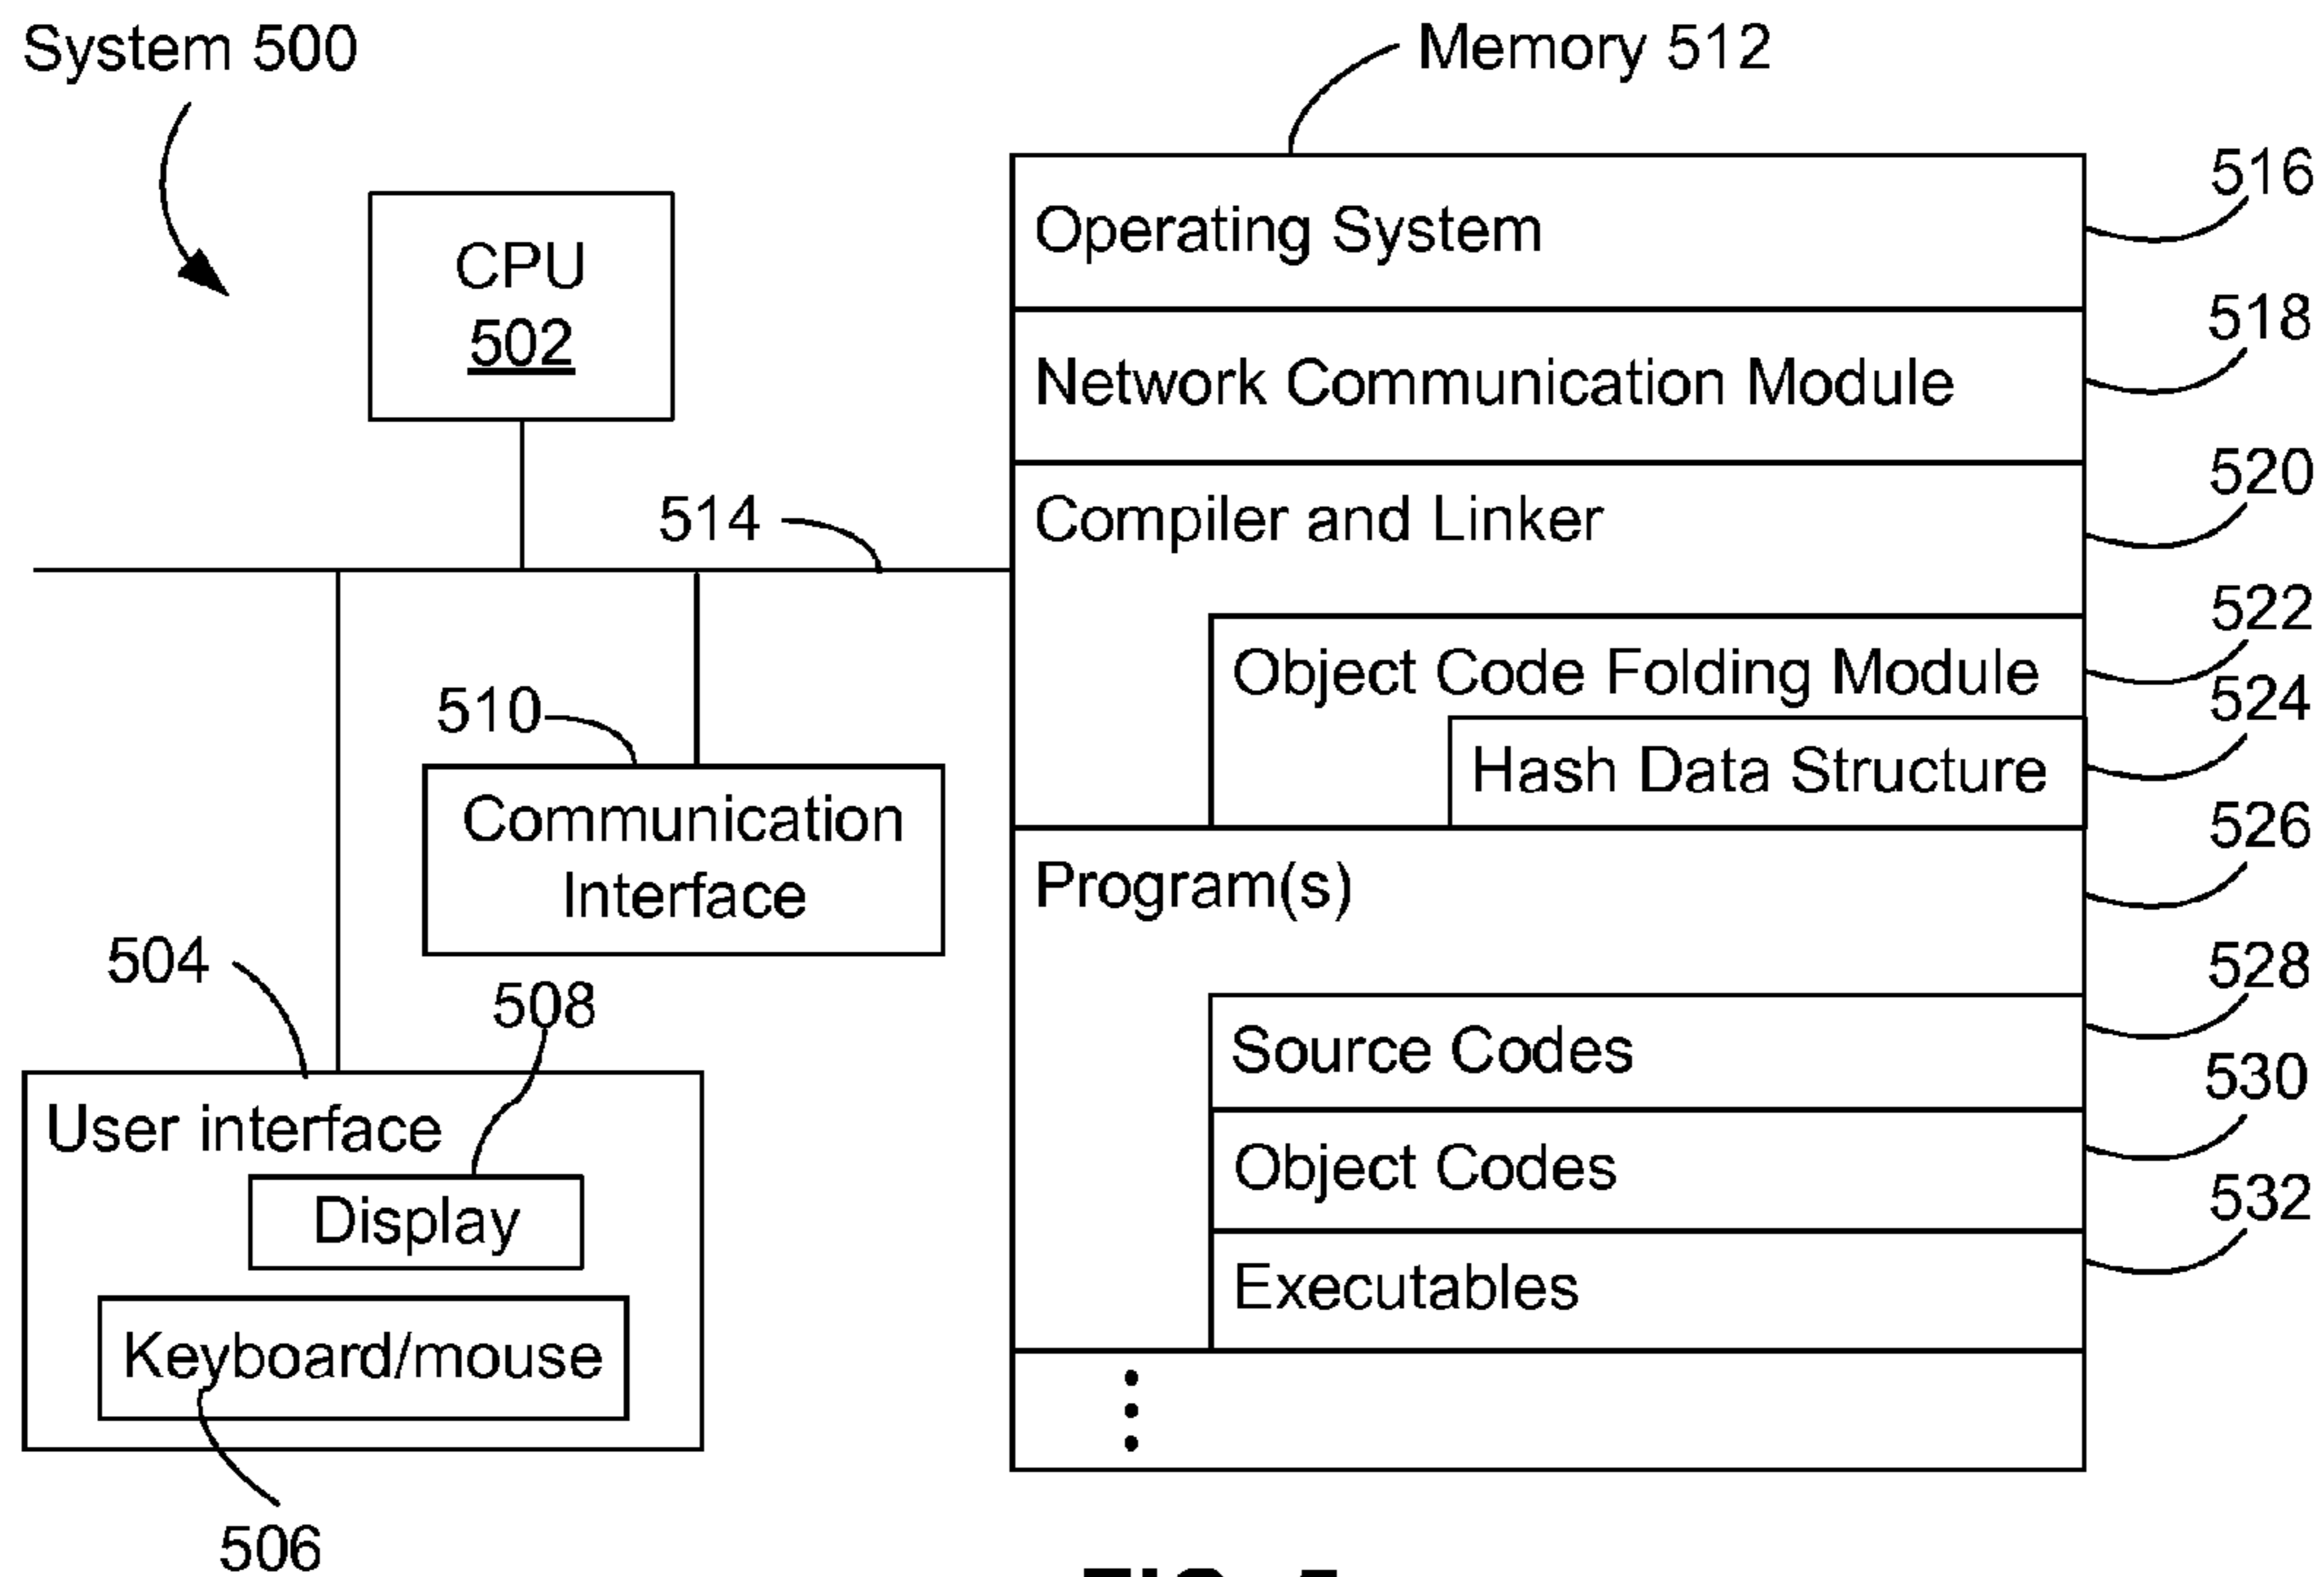 System 500
Memory 512
CPU
502
514
510
Communication
Interface
504
508
User interface
Display
Keyboard/mouse
506
Operating System
516
Network Communication Module
518
Compiler and Linker
520
Object Code Folding Module
522
Hash Data Structure
524
Program(s)
526
Source Codes
528
Object Codes
530
Executables
532